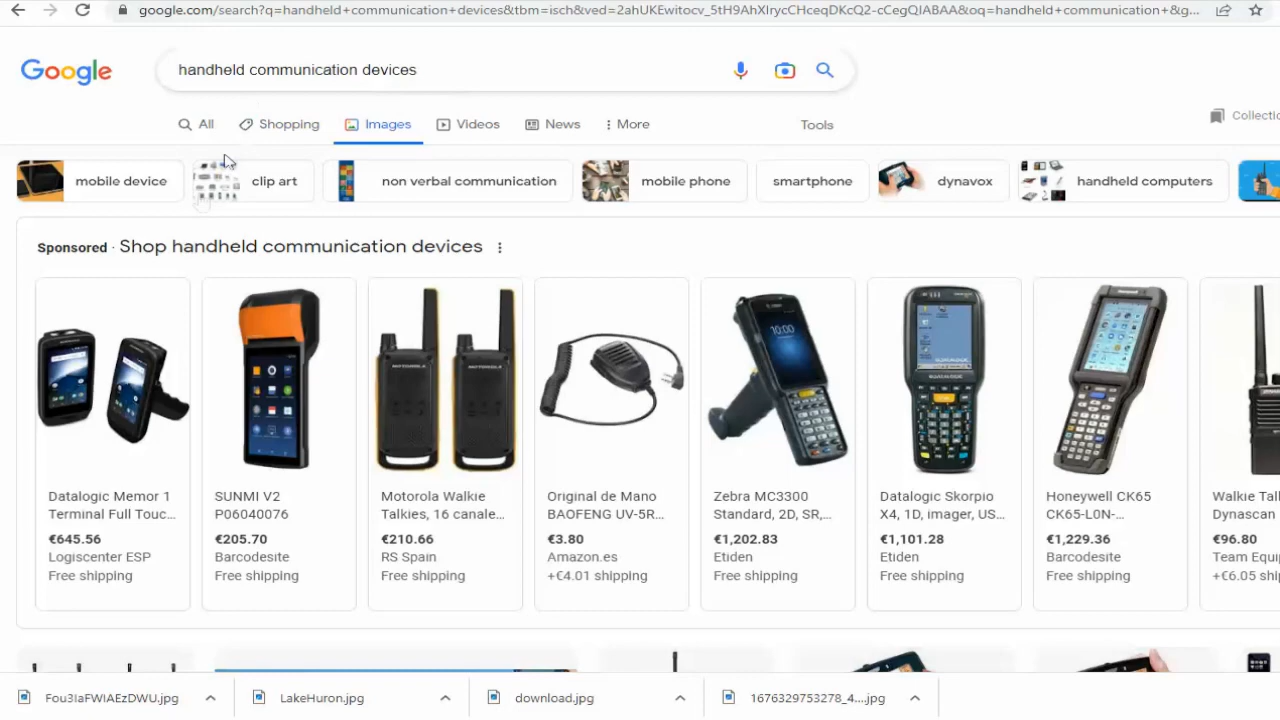 google.com/search?q=handheld+communication+devices&tbm=isch&ved=2ahUKEwitocv_5tH9AhXIrycCHceqDKcQ2-cCegQIABAA&oq=handheld+communication+&g...
Google
handheld communication devices
All
Shopping
Images
Videos
News
More
Tools
Collectio
mobile device
clip art
non verbal communication
mobile phone
smartphone
dynavox
handheld computers
Sponsored · Shop handheld communication devices
Datalogic Memor 1
Terminal Full Touc...
€645.56
Logiscenter ESP
Free shipping
SUNMI V2
P06040076
€205.70
Barcodesite
Free shipping
Motorola Walkie
Talkies, 16 canale...
€210.66
RS Spain
Free shipping
Original de Mano
BAOFENG UV-5R...
€3.80
Amazon.es
+€4.01 shipping
Zebra MC3300
Standard, 2D, SR,...
€1,202.83
Etiden
Free shipping
Datalogic Skorpio
X4, 1D, imager, US...
€1,101.28
Etiden
Free shipping
Honeywell CK65
CK65-L0N-...
€1,229.36
Barcodesite
Free shipping
Walkie Tal
Dynascan
€96.80
Team Equi
+€6.05 ship
Fou3IaFWIAEzDWU.jpg
LakeHuron.jpg
download.jpg
1676329753278_4....jpg